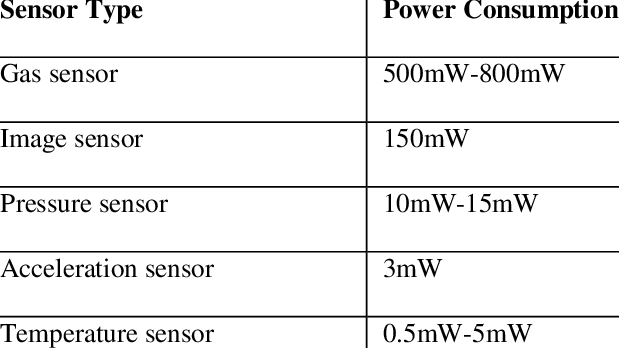 Sensor Type Power Consumption
Gas sensor 500mW-800mW
Image sensor 150mW
Pressure sensor 10mW-15mW
Acceleration sensor 3mW
Temperature sensor 0.5mW-5mW